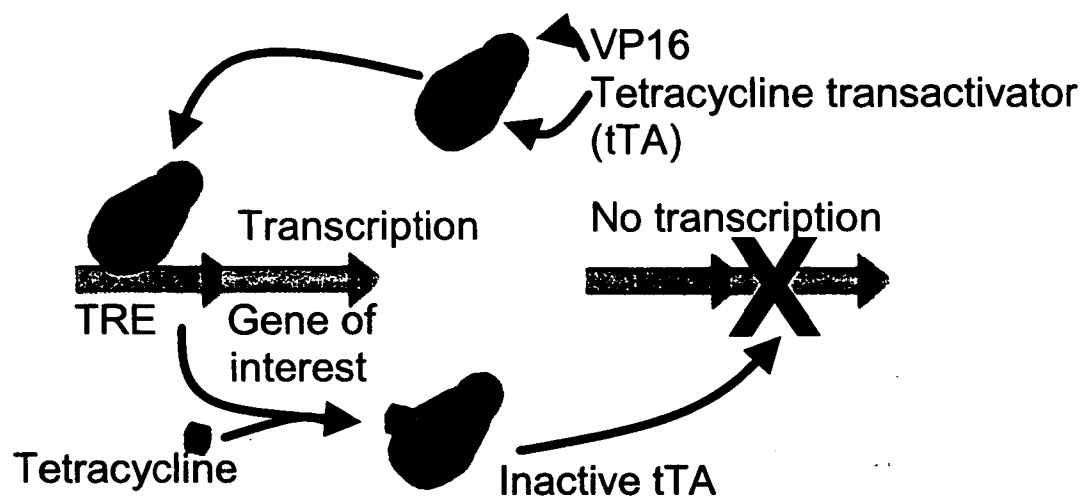 VP16
Tetracycline transactivator
(tTA)
Transcription
No transcription
TRE
Gene of
interest
Tetracycline
Inactive tTA